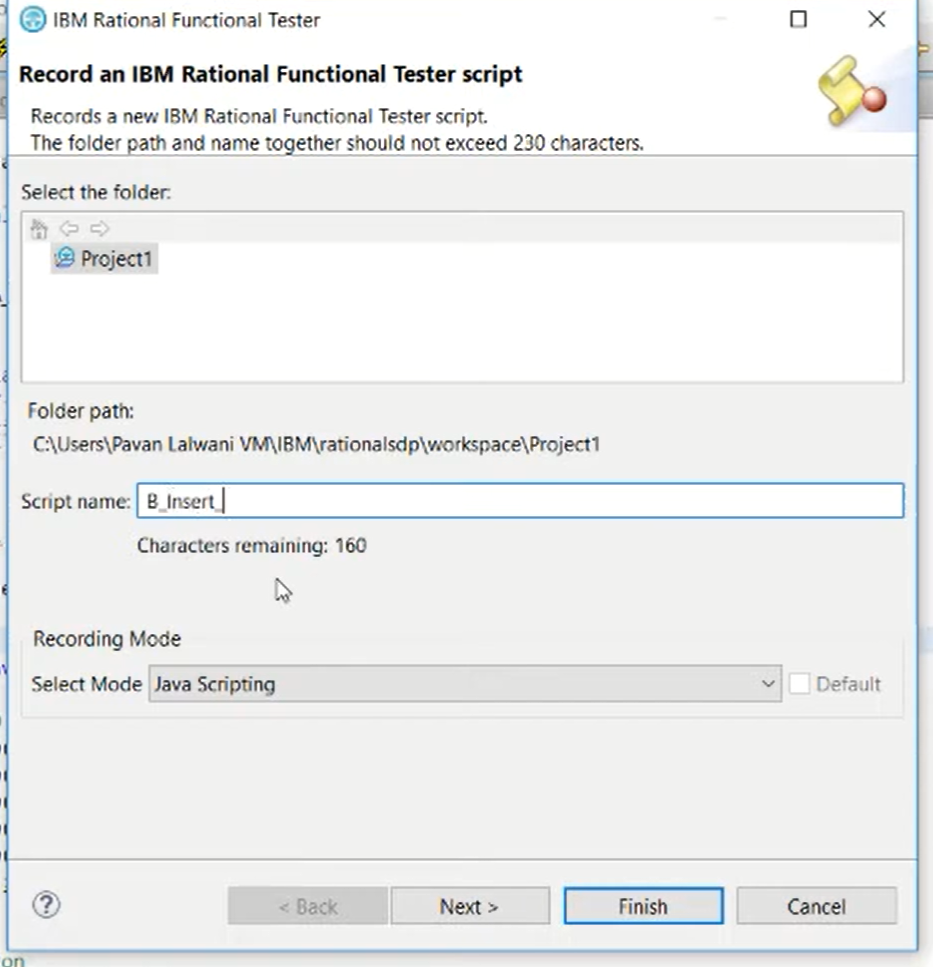 IBM Rational Functional Tester
Record an IBM Rational Functional Tester script
Records a new IBM Rational Functional Tester script.
The folder path and name together should not exceed 230 characters.
Select the folder:
Project1
Folder path:
C:\Users\Pavan Lalwani VM\IBM\rationalsdp\workspace\Project1
Script name: B_Insert_
Characters remaining: 160
Recording Mode
Select Mode Java Scripting Default
< Back Next > Finish Cancel
on